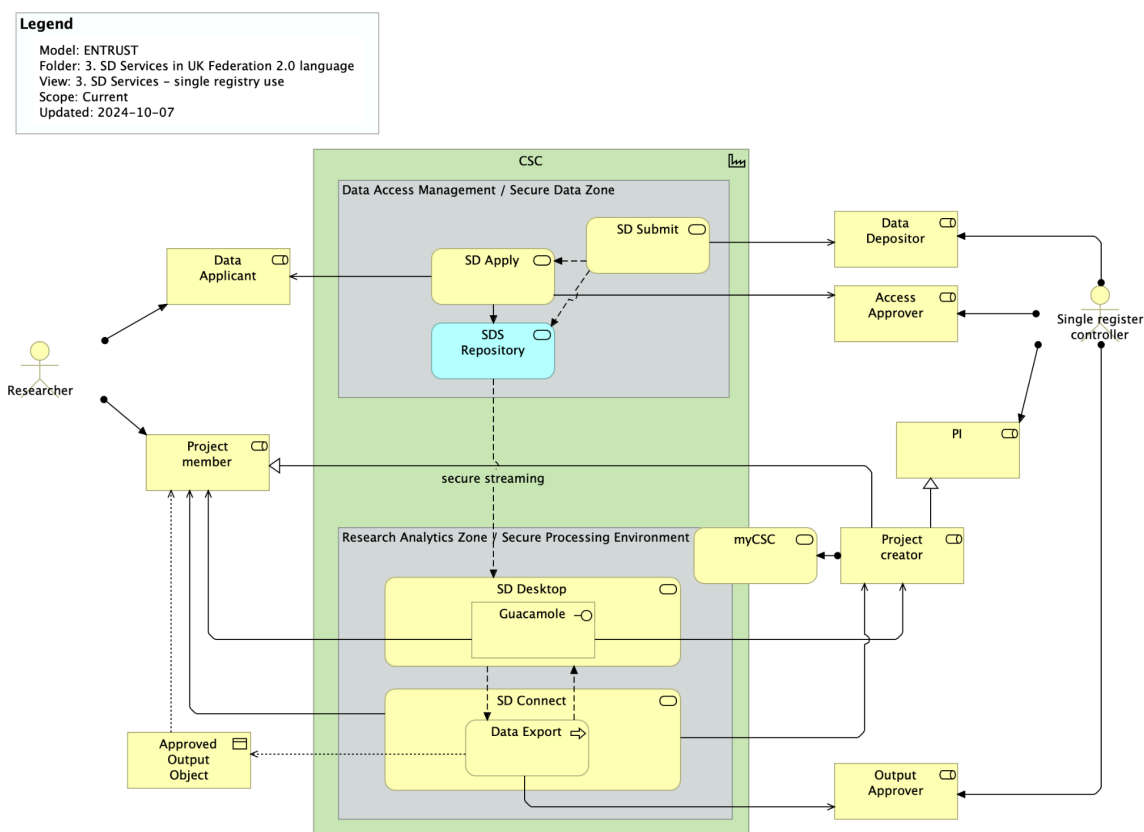 Legend
Model: ENTRUST
Folder: 3. SD Services in UK Federation 2.0 language
View: 3. SD Services – single registry use
Scope: Current
Updated: 2024-10-07
CSC
Data Access Management / Secure Data Zone
SD Submit
Data
Depositor
SD Apply
Data
Applicant
Access
Approver
Single register
controller
SDS
Repository
Researcher
PI
Project
member
secure streaming
Research Analytics Zone / Secure Processing Environment
myCSC
Project
creator
SD Desktop
Guacamole
SD Connect
Data Export
Approved
Output
Object
Output
Approver